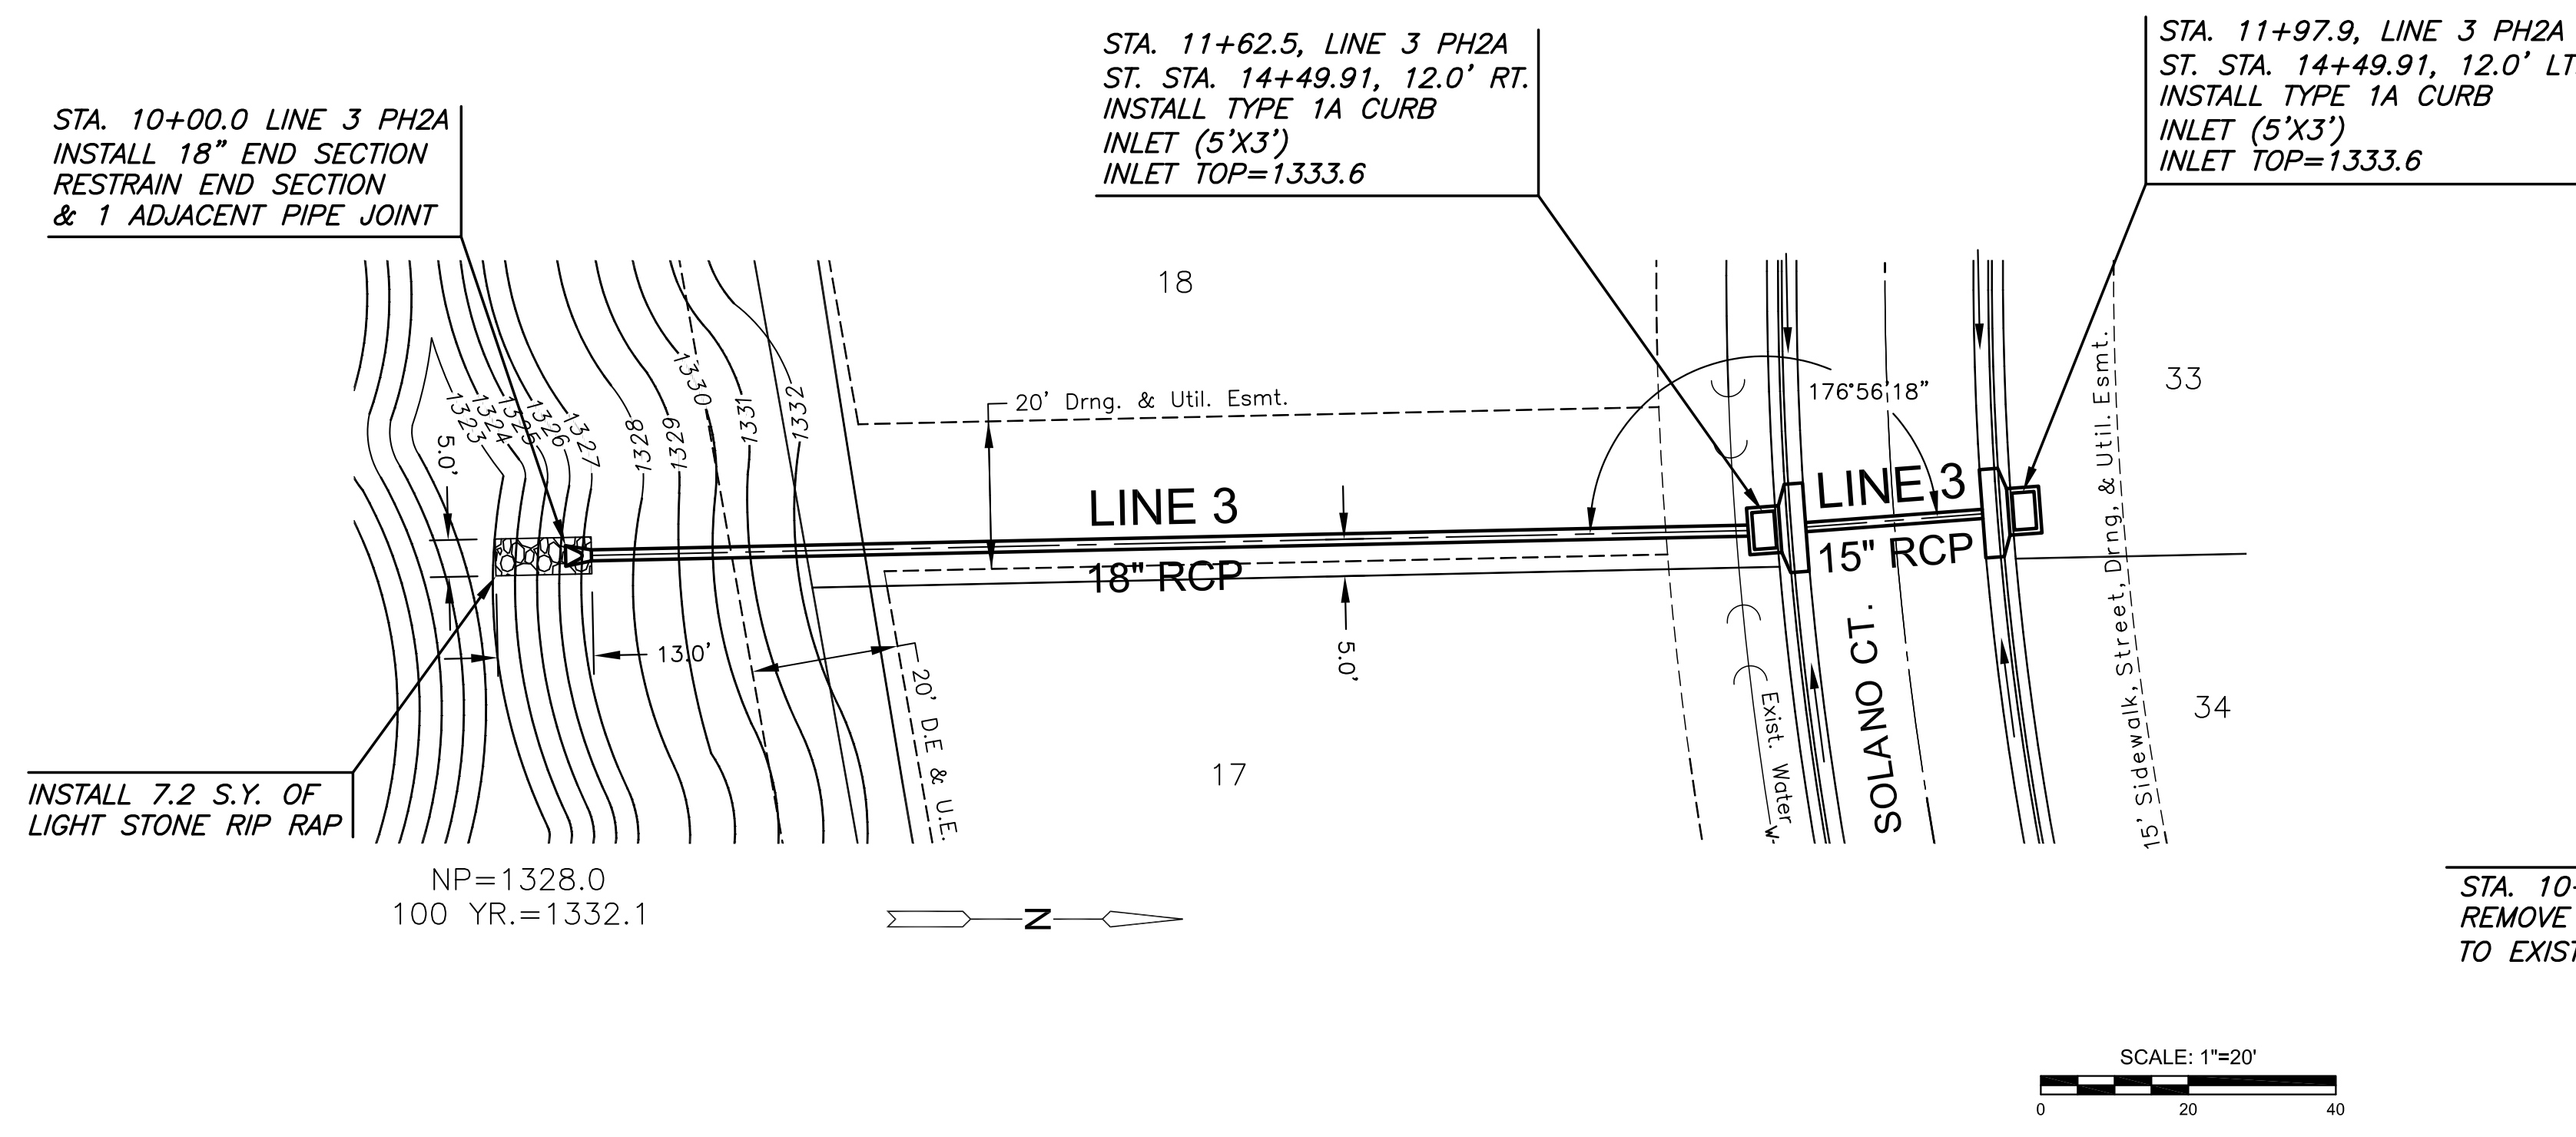 STA. 10+00.0 LINE 3 PH2A
INSTALL 18” END SECTION
RESTRAIN END SECTION
& 1 ADJACENT PIPE JOINT
STA. 11+62.5, LINE 3 PH2A
ST. STA. 14+49.91, 12.0’ RT.
INSTALL TYPE 1A CURB
INLET (5’X3’)
INLET TOP=1333.6
STA. 11+97.9, LINE 3 PH2A
ST. STA. 14+49.91, 12.0’ LT
INSTALL TYPE 1A CURB
INLET (5’X3’)
INLET TOP=1333.6
18
33
1323
1324
1325
1326
1327
1328
1329
1330
1331
1332
20’ Drng. & Util. Esmt.
176°56’18”
5.0’
LINE 3
18" RCP
LINE 3
15" RCP
13.0’
5.0’
20’ D.E & U.E.
17
34
Exist. Water
W
SOLANO CT.
15’ Sidewalk, Street, Drng, & Util. Esmt.
INSTALL 7.2 S.Y. OF
LIGHT STONE RIP RAP
NP=1328.0
100 YR.=1332.1
N
STA. 10
REMOVE
TO EXIST
SCALE: 1"=20'
0 20 40